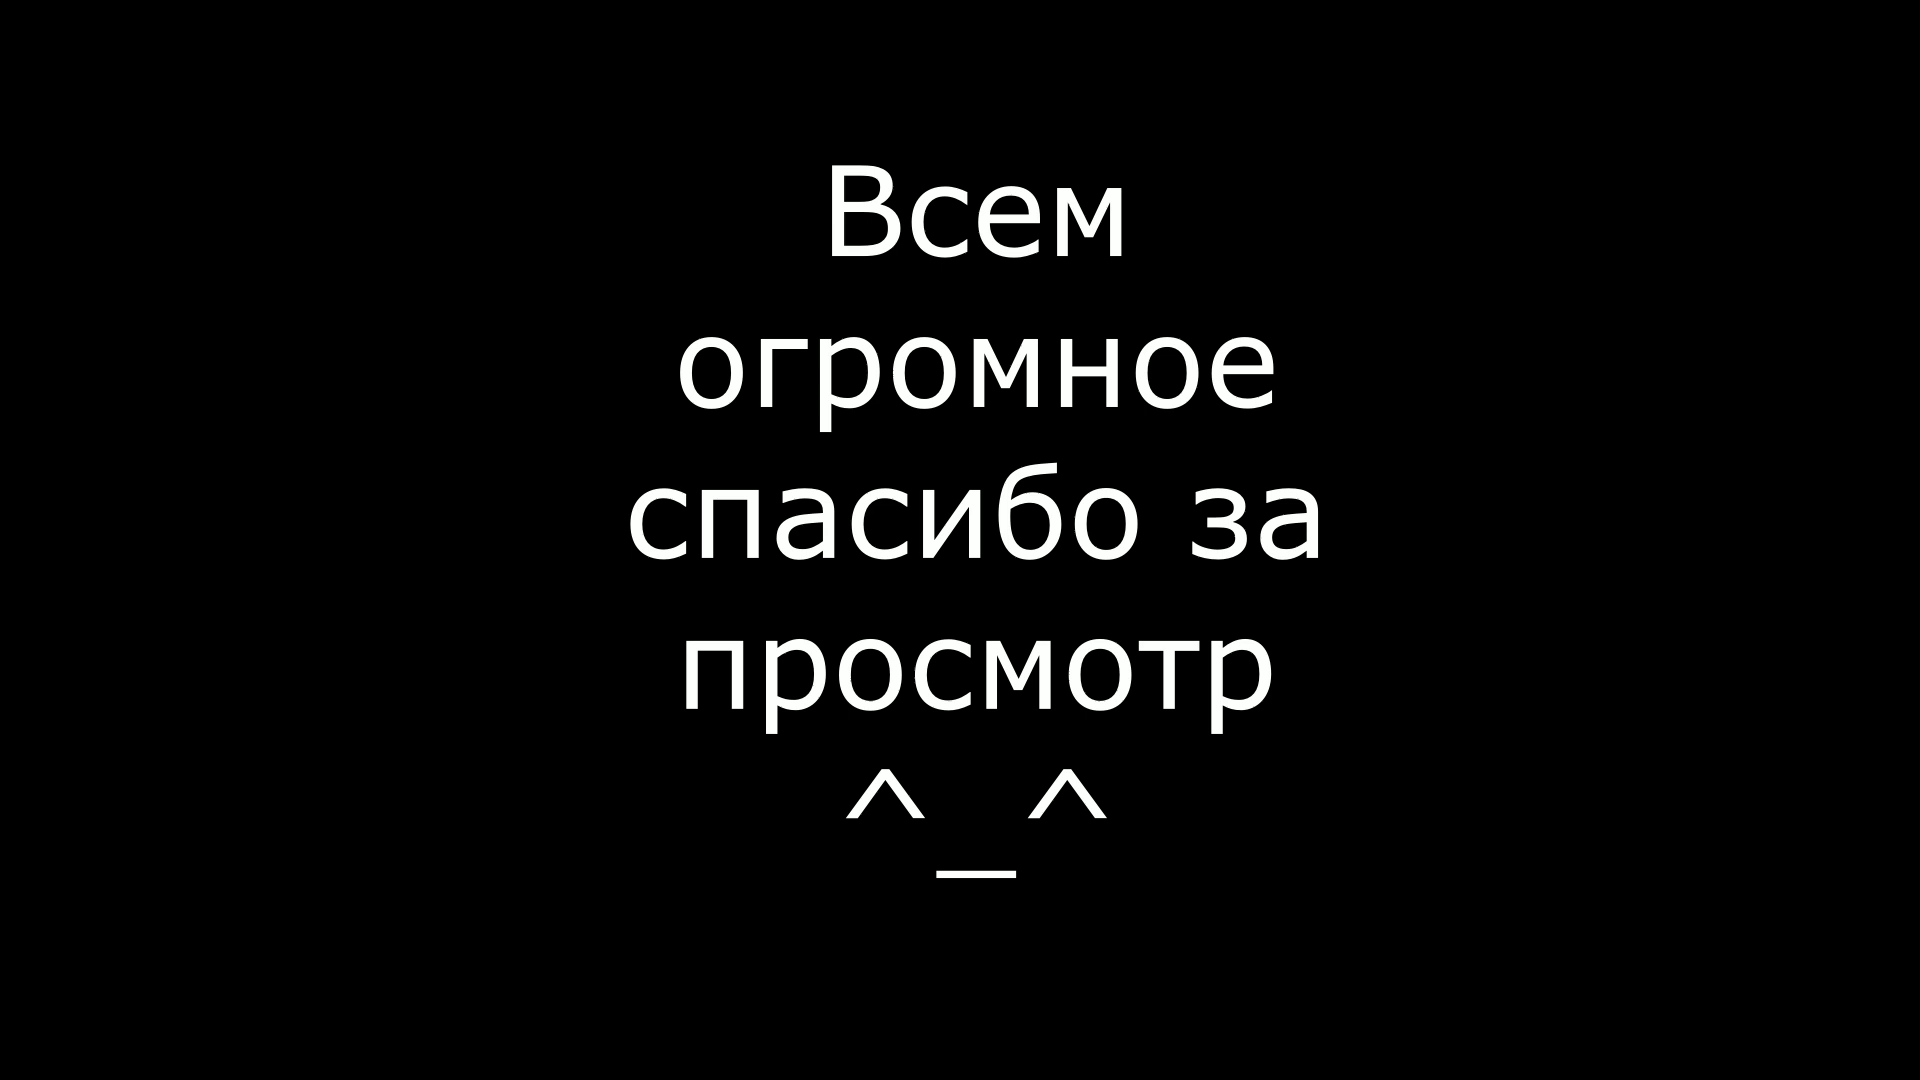 Всем
огромное
спасибо за
просмотр
^_^